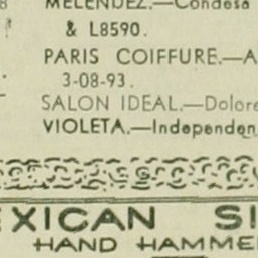 MELENDEZ.—Condesa
& L8590.
PARIS COIFFURE.—A
3-08-93.
SALON IDEAL.—Dolore
VIOLETA.—Independen
EXICAN SI
HAND HAMME